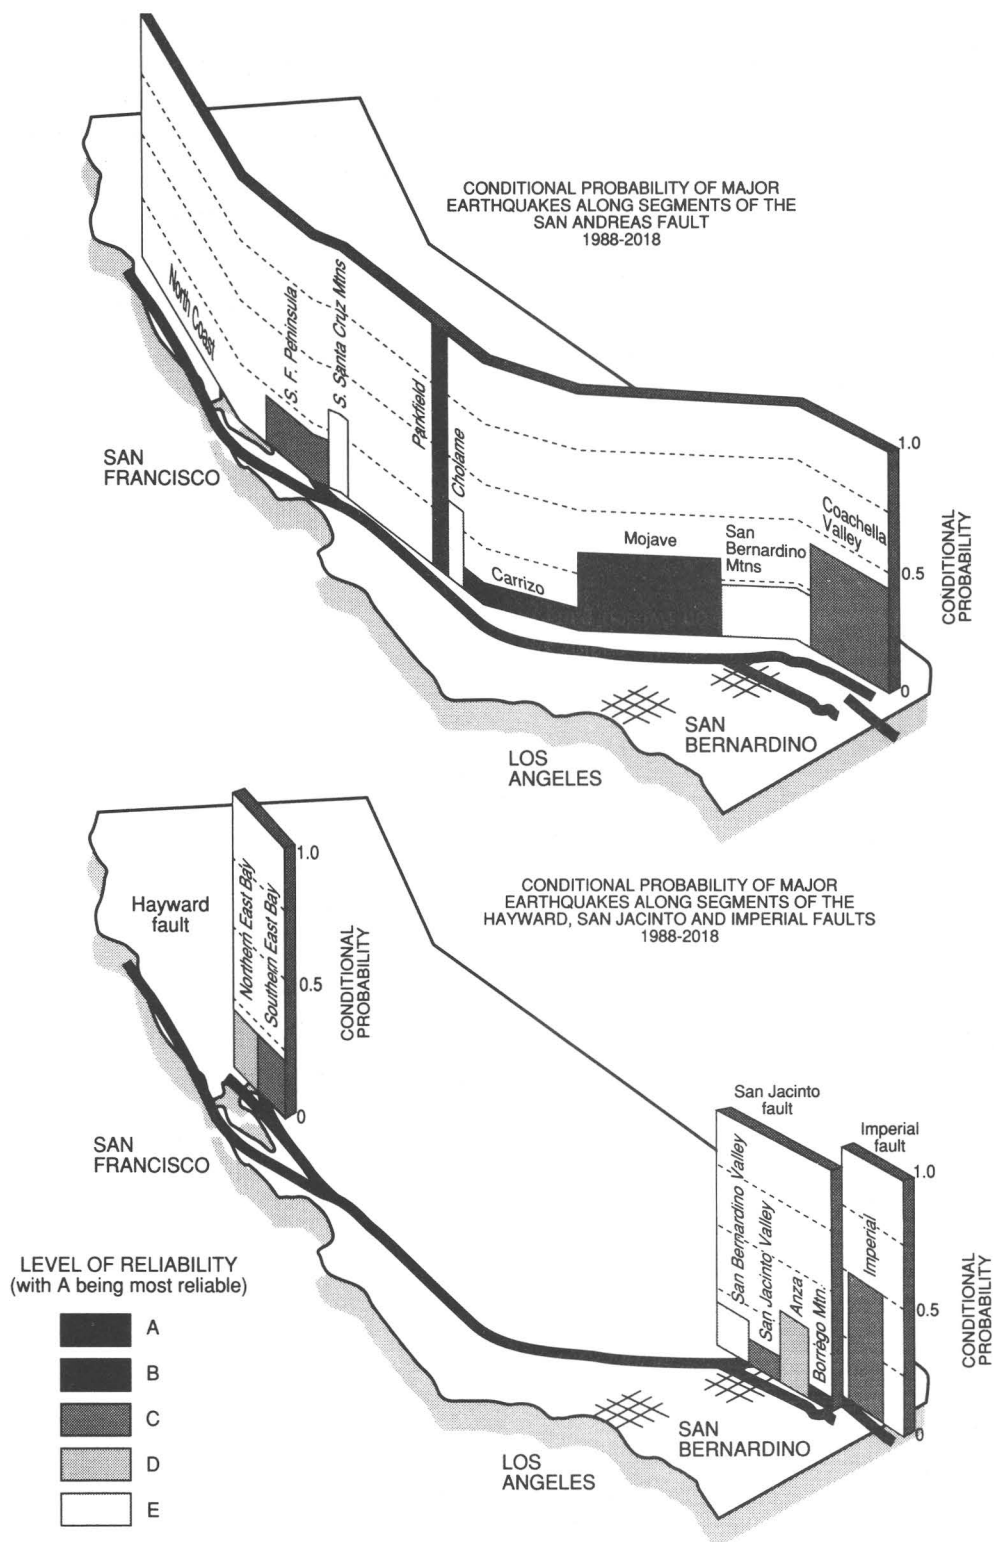 CONDITIONAL PROBABILITY OF MAJOR
EARTHQUAKES ALONG SEGMENTS OF THE
SAN ANDREAS FAULT
1988-2018
North Coast
S. F. Peninsula
S. Santa Cruz Mtns
Parkfield
Cholame
Carrizo
Mojave
San
Bernardino
Mtns
Coachella
Valley
1.0
0.5
0
CONDITIONAL
PROBABILITY
SAN
FRANCISCO
LOS
ANGELES
SAN
BERNARDINO
CONDITIONAL PROBABILITY OF MAJOR
EARTHQUAKES ALONG SEGMENTS OF THE
HAYWARD, SAN JACINTO AND IMPERIAL FAULTS
1988-2018
Hayward
fault
Northern East Bay
Southern East Bay
1.0
0.5
0
CONDITIONAL
PROBABILITY
SAN
FRANCISCO
San Jacinto
fault
San Bernardino Valley
San Jacinto Valley
Anza
Borrego Mtn.
Imperial
fault
Imperial
1.0
0.5
0
CONDITIONAL
PROBABILITY
SAN
BERNARDINO
LOS
ANGELES
LEVEL OF RELIABILITY
(with A being most reliable)
A
B
C
D
E